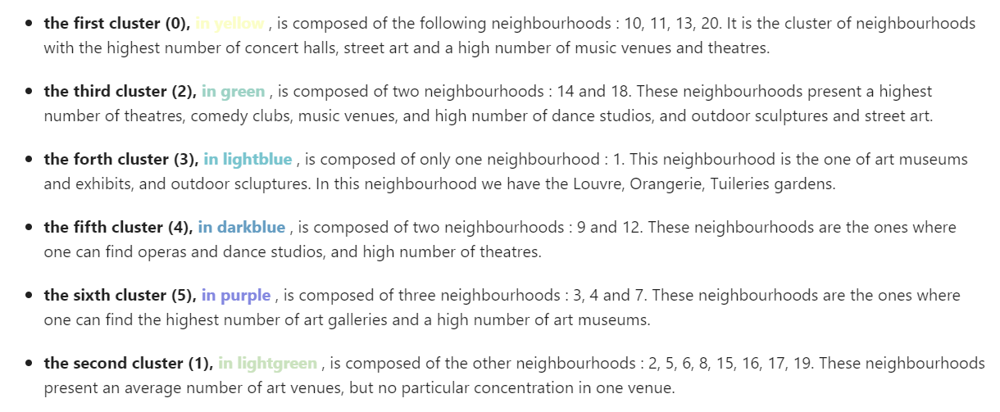 the first cluster (0), in yellow , is composed of the following neighbourhoods : 10, 11, 13, 20. It is the cluster of neighbourhoods
with the highest number of concert halls, street art and a high number of music venues and theatres.
the third cluster (2), in green , is composed of two neighbourhoods : 14 and 18. These neighbourhoods present a highest
number of theatres, comedy clubs, music venues, and high number of dance studios, and outdoor sculptures and street art.
the forth cluster (3), in lightblue , is composed of only one neighbourhood : 1. This neighbourhood is the one of art museums
and exhibits, and outdoor scluptures. In this neighbourhood we have the Louvre, Orangerie, Tuileries gardens.
the fifth cluster (4), in darkblue , is composed of two neighbourhoods : 9 and 12. These neighbourhoods are the ones where
one can find operas and dance studios, and high number of theatres.
the sixth cluster (5), in purple , is composed of three neighbourhoods : 3, 4 and 7. These neighbourhoods are the ones where
one can find the highest number of art galleries and a high number of art museums.
the second cluster (1), in lightgreen , is composed of the other neighbourhoods : 2, 5, 6, 8, 15, 16, 17, 19. These neighbourhoods
present an average number of art venues, but no particular concentration in one venue.